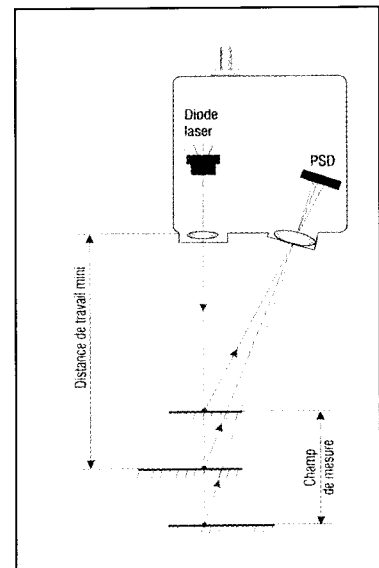 Diode
laser
PSD
Distance de travail mini
Champ
de mesure